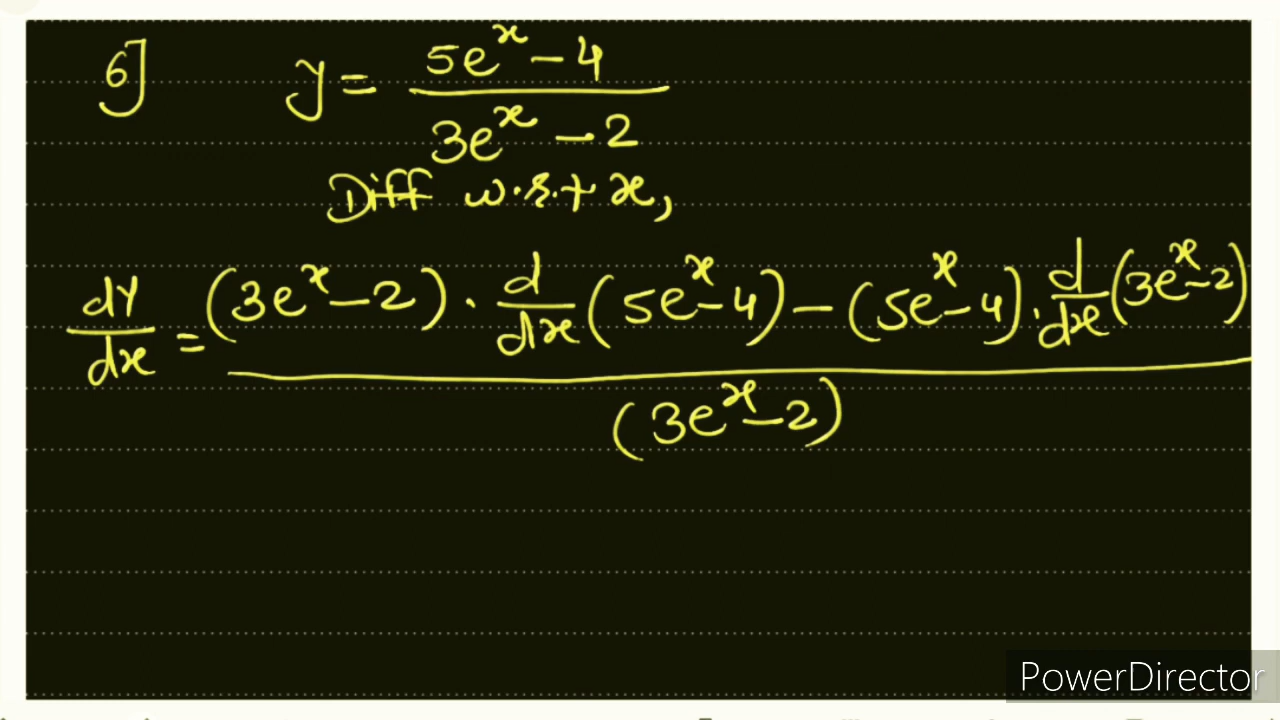 6] y = (5e^x - 4) / (3e^x - 2)
Diff w.r.t x,
dy/dx = ((3e^x - 2) . d/dx (5e^x - 4) - (5e^x - 4) . d/dx (3e^x - 2)) / (3e^x - 2)
PowerDirector